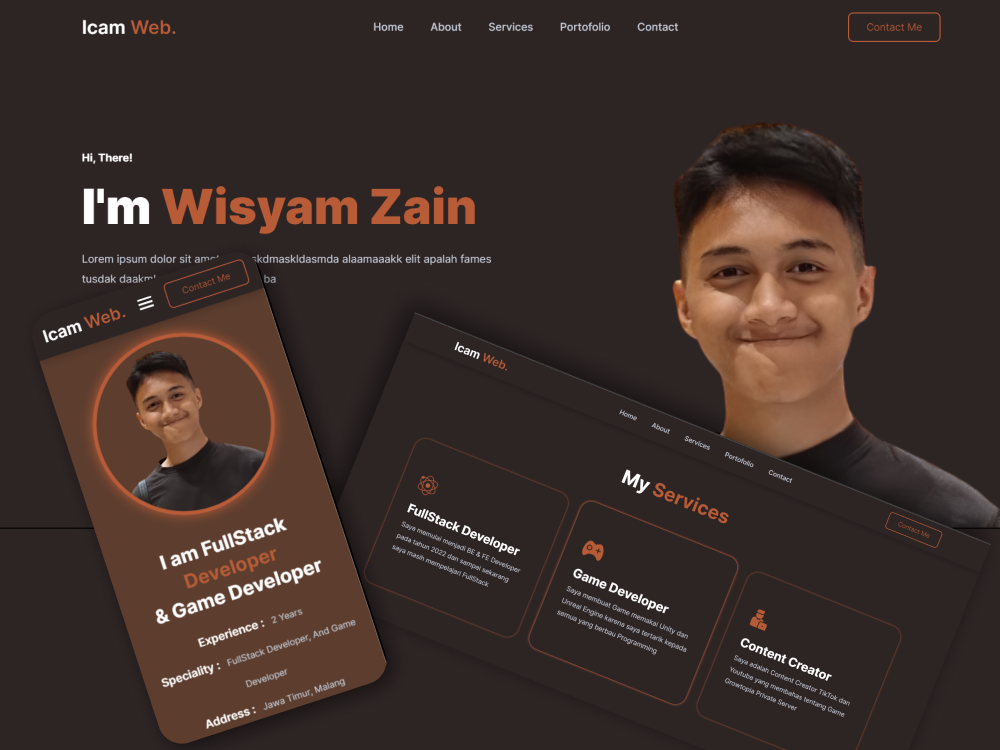 Icam Web.
Home About Services Portofolio Contact
Contact Me
Hi, There!
I'm Wisyam Zain
Lorem ipsum dolor sit amet skdmaskldasmda alaamaaakk elit apalah fames
tusdak ba
Icam Web.
Contact Me
I am FullStack
Developer
& Game Developer
Experience : 2 Years
Speciality : FullStack Developer, And Game
Developer
Address : Jawa Timur, Malang
Icam Web.
Home About Services Portofolio Contact
Contact Me
My Services
FullStack Developer
Saya memulai menjadi BE & FE Developer
pada tahun 2022 dan sampai sekarang
saya masih mempelajari FullStack
Game Developer
Saya membuat Game memakai Unity dan
Unreal Engine karena saya tertarik kepada
semua yang berbau Programming
Content Creator
Saya adalah Content Creator TikTok dan
Youtube yang membahas tentang Game
Growtopia Private Server